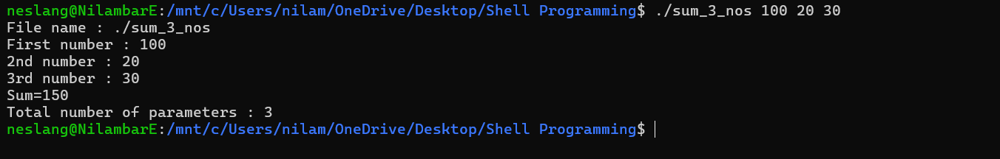 neslang@NilambarE:/mnt/c/Users/nilam/OneDrive/Desktop/Shell Programming$ ./sum_3_nos 100 20 30
File name : ./sum_3_nos
First number : 100
2nd number : 20
3rd number : 30
Sum=150
Total number of parameters : 3
neslang@NilambarE:/mnt/c/Users/nilam/OneDrive/Desktop/Shell Programming$